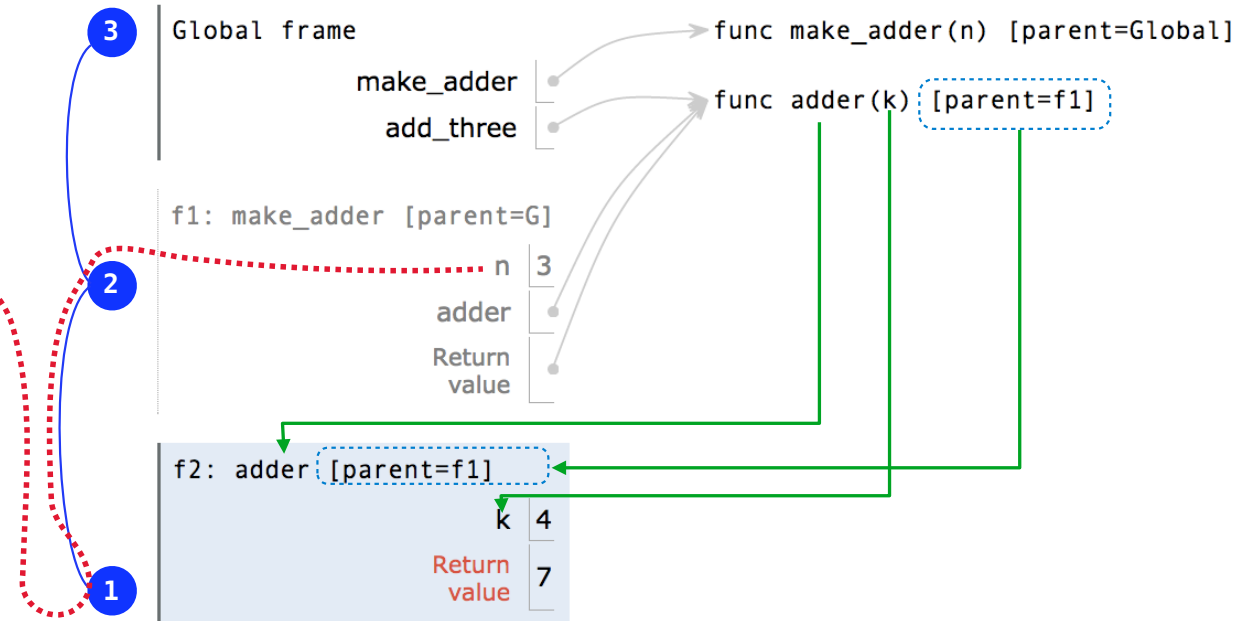 3
Global frame
func make_adder(n) [parent=Global]
make_adder
func adder(k) [parent=f1]
add_three
f1: make_adder [parent=G]
2
n 3
adder
Return
value
f2: adder [parent=f1]
k 4
Return
value 7
1